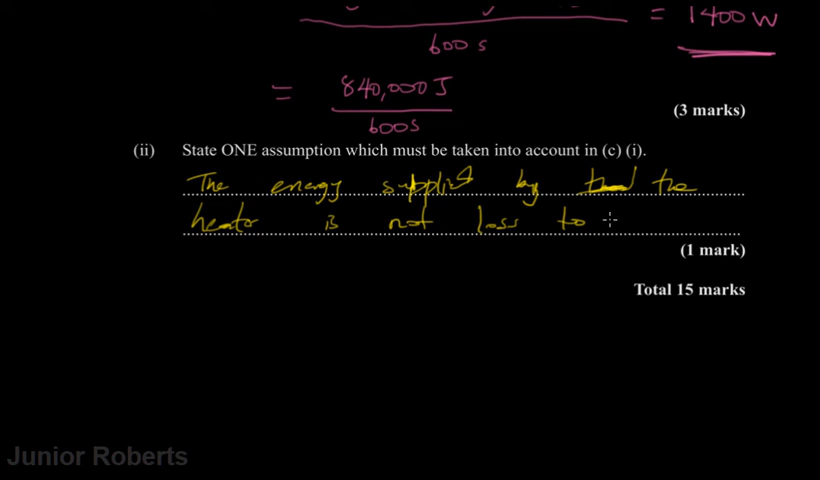 = 1400 W
600 s
= 840,000 J
600s
(3 marks)
(ii) State ONE assumption which must be taken into account in (c) (i).
The energy supplied by the
heater is not loss to
(1 mark)
Total 15 marks
Junior Roberts